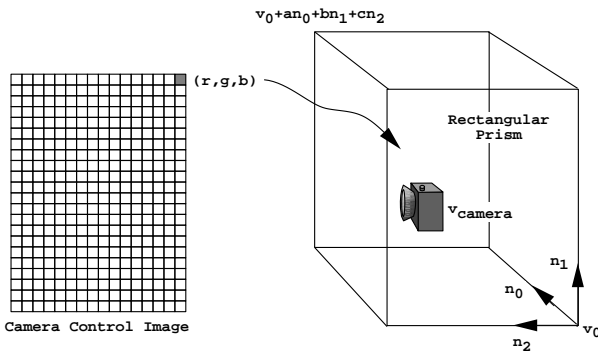 v0+an0+bn1+cn2
(r,g,b)
Rectangular
Prism
vcamera
n1
n0
v0
n2
Camera Control Image